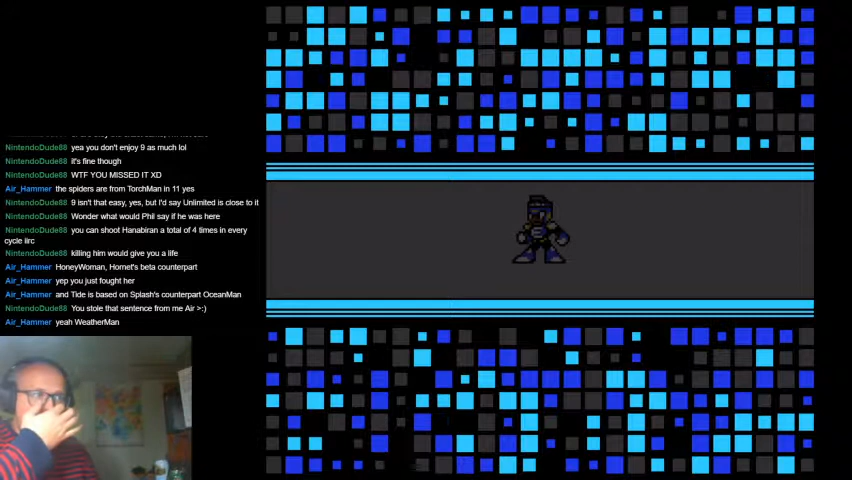 NintendoDude88 yea you don't enjoy 9 as much lol
NintendoDude88 it's fine though
NintendoDude88 WTF YOU MISSED IT XD
Air_Hammer the spiders are from TorchMan in 11 yes
NintendoDude88 9 isn't that easy, yes, but I'd say Unlimited is close to it
NintendoDude88 Wonder what would Phil say if he was here
NintendoDude88 you can shoot Hanabiran a total of 4 times in every
cycle iirc
NintendoDude88 killing him would give you a life
Air_Hammer HoneyWoman, Hornet's beta counterpart
Air_Hammer yep you just fought her
Air_Hammer and Tide is based on Splash's counterpart OceanMan
NintendoDude88 You stole that sentence from me Air >:)
Air_Hammer yeah WeatherMan